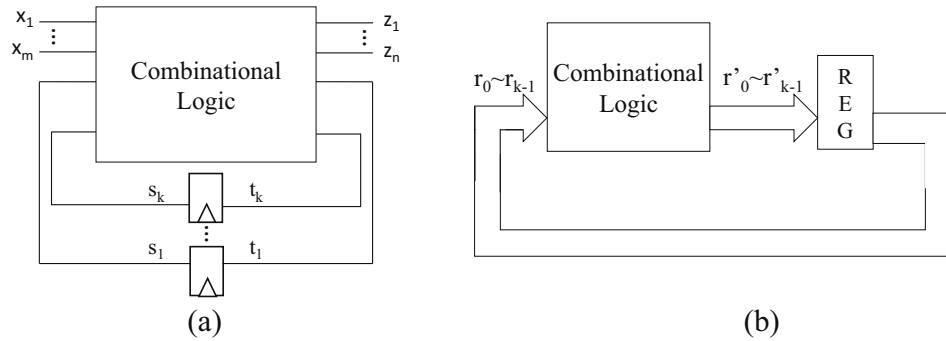 x₁
⋮
xₘ
Combinational
Logic
z₁
⋮
zₙ
sₖ
tₖ
s₁
t₁
(a)
r₀~rₖ₋₁
Combinational
Logic
r'₀~r'ₖ₋₁
R
E
G
(b)